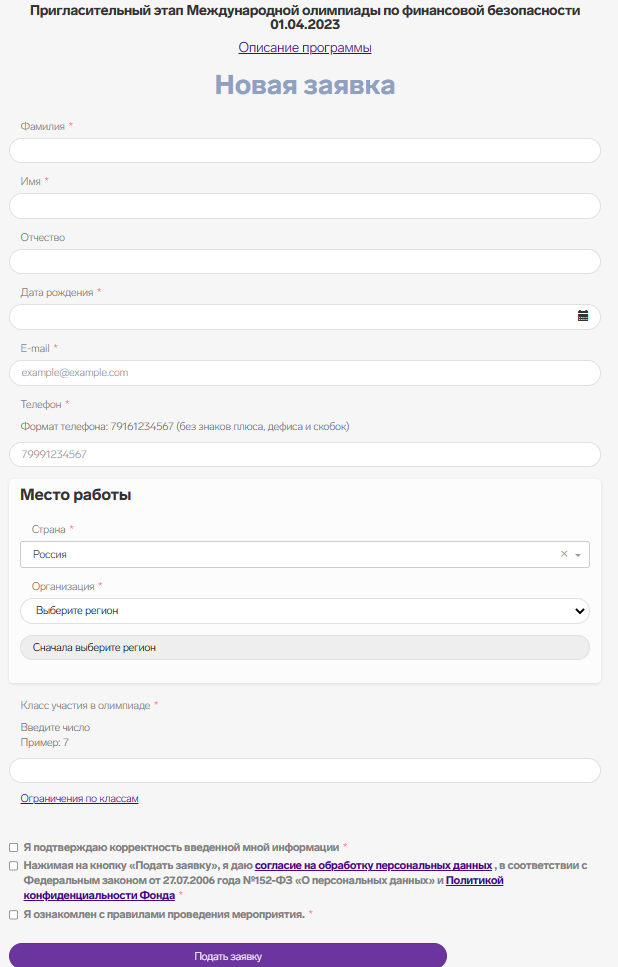 Пригласительный этап Международной олимпиады по финансовой безопасности
01.04.2023
Описание программы
Новая заявка
Фамилия *
Имя *
Отчество
Дата рождения *
E-mail *
example@example.com
Телефон *
Формат телефона: 79161234567 (без знаков плюса, дефиса и скобок)
79991234567
Место работы
Страна *
Россия
Организация *
Выберите регион
Сначала выберите регион
Класс участия в олимпиаде *
Введите число
Пример: 7
Ограничения по классам
Я подтверждаю корректность введенной мной информации *
Нажимая на кнопку «Подать заявку», я даю согласие на обработку персональных данных , в соответствии с
Федеральным законом от 27.07.2006 года №152-ФЗ «О персональных данных» и Политикой
конфиденциальности Фонда *
Я ознакомлен с правилами проведения мероприятия. *
Подать заявку